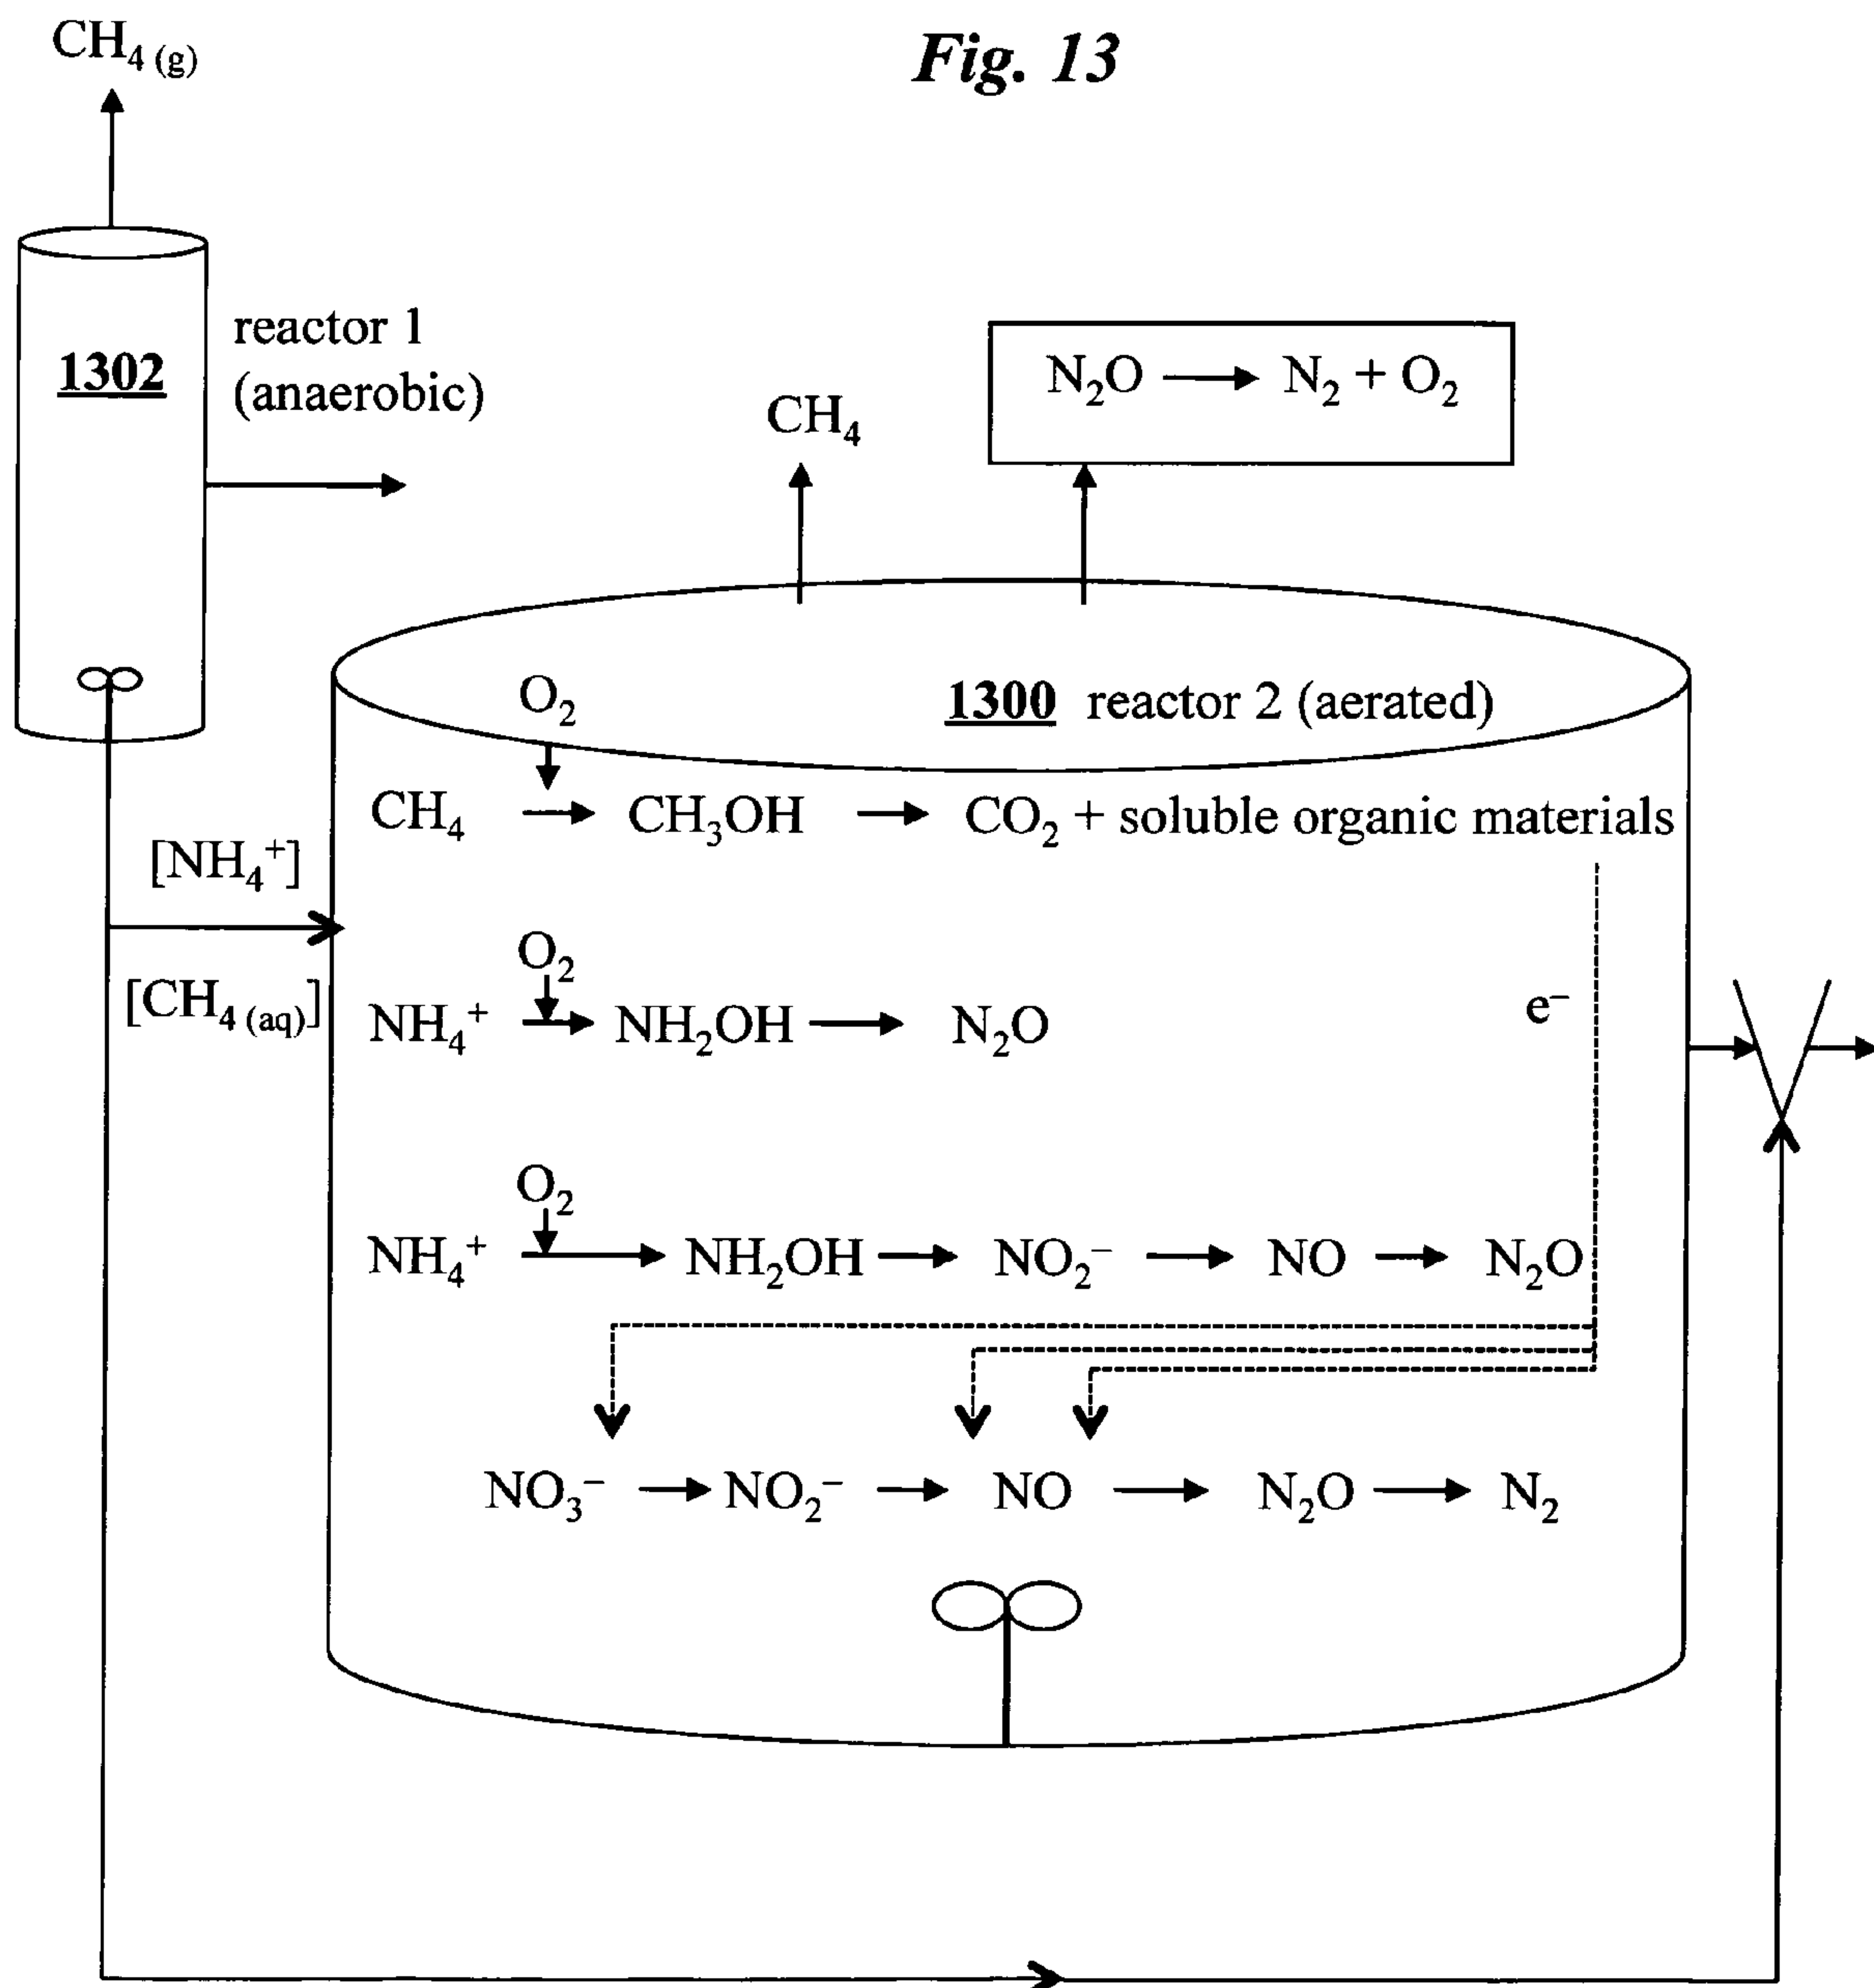 Fig. 13
CH₄ (g)
1302
reactor 1
(anaerobic)
N₂O → N₂ + O₂
CH₄
1300 reactor 2 (aerated)
O₂
CH₄ → CH₃OH → CO₂ + soluble organic materials
[NH₄⁺]
[CH₄ (aq)]
O₂
NH₄⁺ → NH₂OH → N₂O
e⁻
O₂
NH₄⁺ → NH₂OH → NO₂⁻ → NO → N₂O
NO₃⁻ → NO₂⁻ → NO → N₂O → N₂